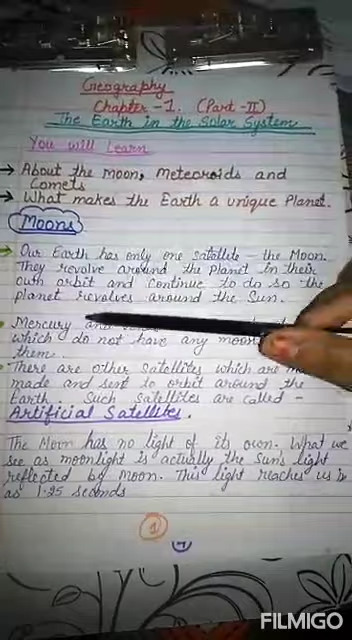 Geography
Chapter-1. (Part-II)
The Earth in the Solar System
You will Learn
→ About the Moon, Meteoroids and
Comets
→ What makes the Earth a unique Planet.
Moons
→ Our Earth has only one satellite - the Moon.
They revolve around the planet in their
own orbit and continue to do so the
planet revolves around the Sun.
Mercury and
which do not have any moon
them.
There are other satellites which are
made and sent to orbit around the
Earth. Such satellites are called -
Artificial Satellites.
The Moon has no light of its own. What we
see as moonlight is actually the Sun's light
reflected by Moon. This light reaches us in
as 1.25 seconds
1
FILMIGO